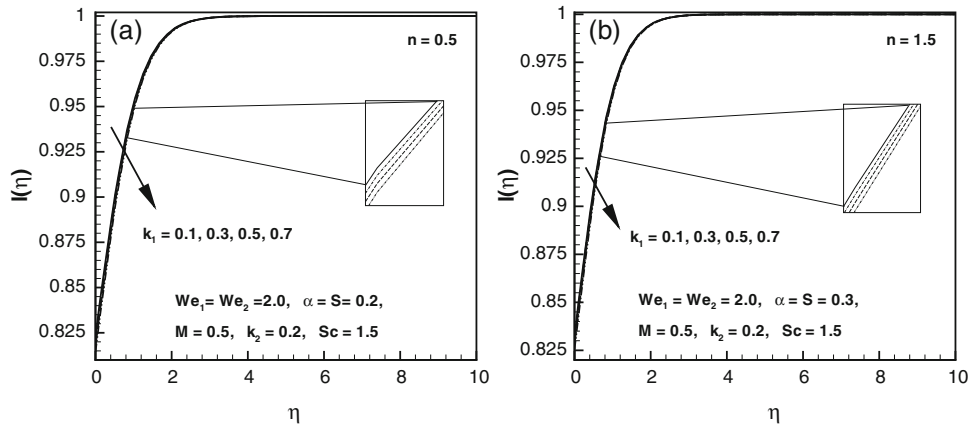 (a)
n = 0.5
1
0.975
0.95
0.925
0.9
0.875
0.85
0.825
I(η)
k₁ = 0.1, 0.3, 0.5, 0.7
We₁= We₂ =2.0, α = S= 0.2,
M = 0.5, k₂ = 0.2, Sc = 1.5
0 2 4 6 8 10
η
(b)
n = 1.5
1
0.975
0.95
0.925
0.9
0.875
0.85
0.825
I(η)
k₁ = 0.1, 0.3, 0.5, 0.7
We₁ = We₂ = 2.0, α = S = 0.3,
M = 0.5, k₂ = 0.2, Sc = 1.5
0 2 4 6 8 10
η